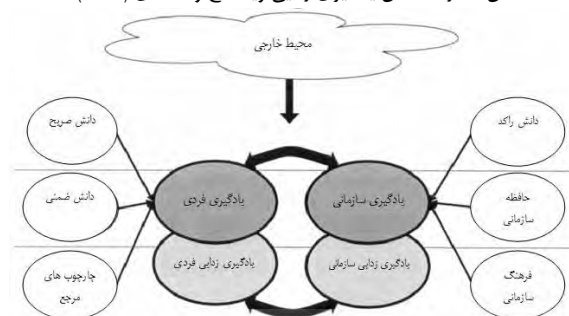 محیط خارجی
دانش راکد
دانش صریح
یادگیری سازمانی
یادگیری فردی
حافظه
سازمانی
دانش ضمنی
یادگیری زدایی سازمانی
یادگیری زدایی فردی
فرهنگ
سازمانی
چارچوب های
مرجع